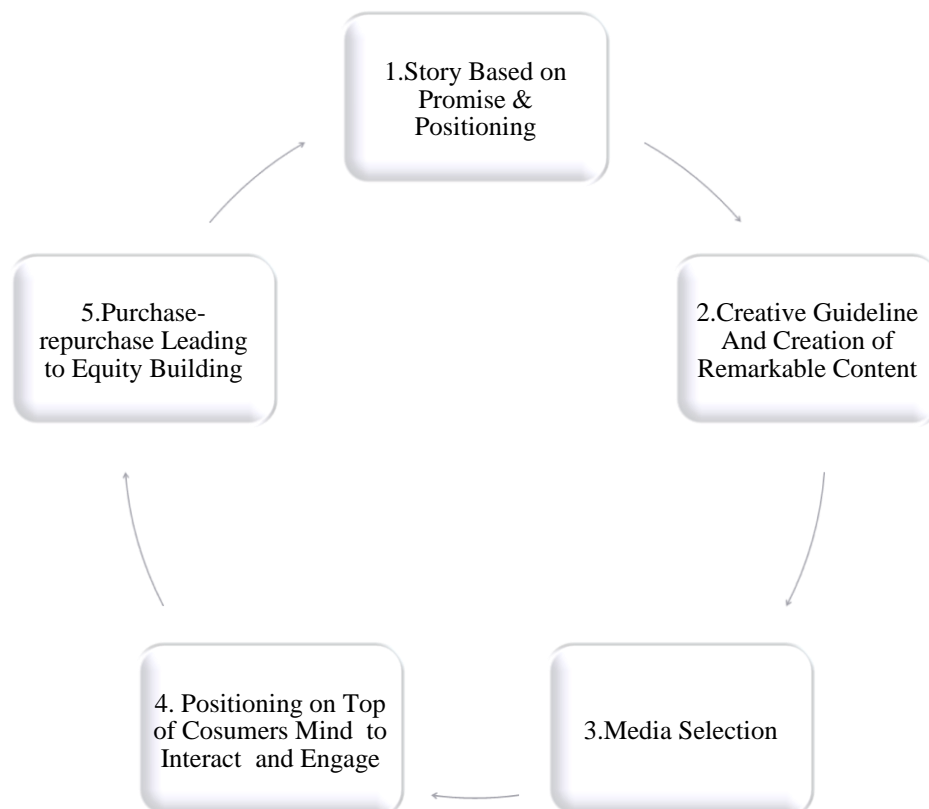 1.Story Based on
Promise &
Positioning
2.Creative Guideline
And Creation of
Remarkable Content
3.Media Selection
4. Positioning on Top
of Cosumers Mind to
Interact and Engage
5.Purchase-
repurchase Leading
to Equity Building